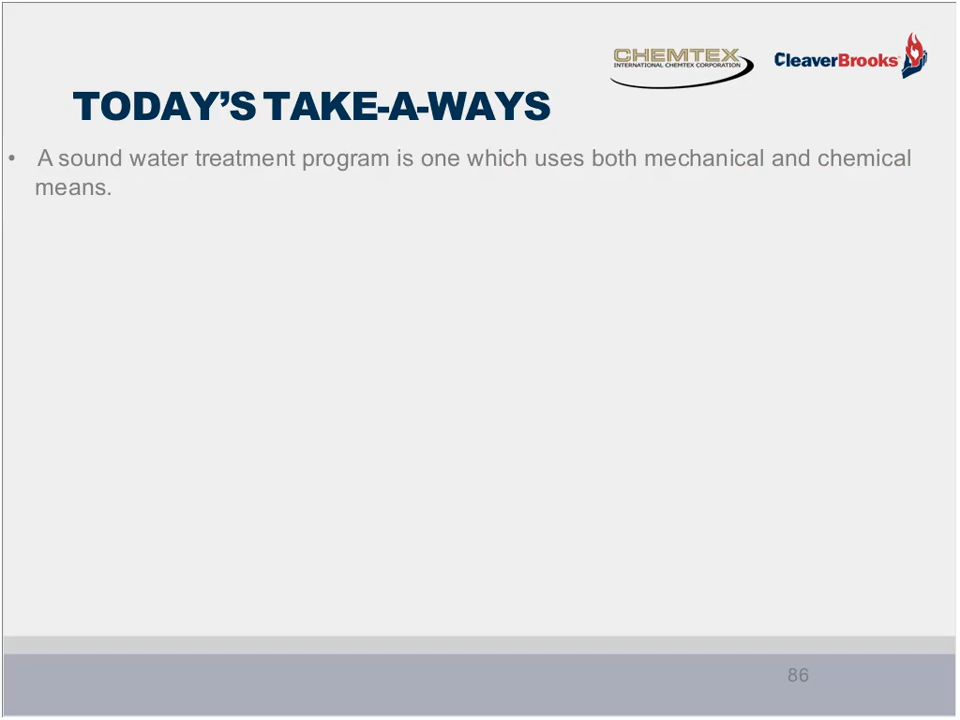 CHEMTEX
INTERNATIONAL CHEMTEX CORPORATION
CleaverBrooks
TODAY'S TAKE-A-WAYS
• A sound water treatment program is one which uses both mechanical and chemical
means.
86